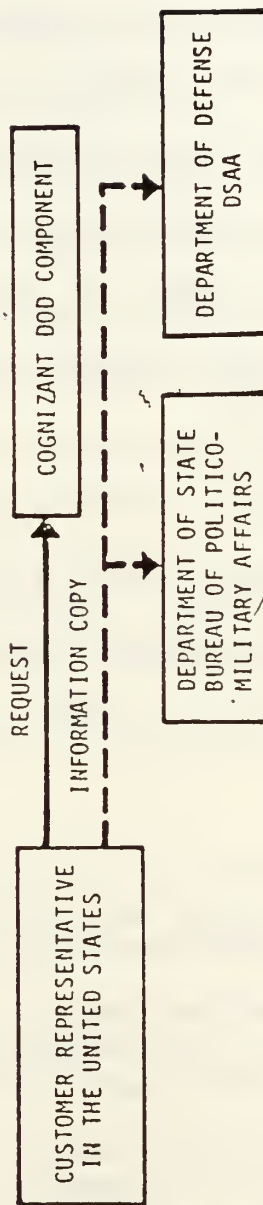 CUSTOMER REPRESENTATIVE
IN THE UNITED STATES
REQUEST
INFORMATION COPY
COGNIZANT DOD COMPONENT
DEPARTMENT OF STATE
BUREAU OF POLITICO-
MILITARY AFFAIRS
DEPARTMENT OF DEFENSE
DSAA